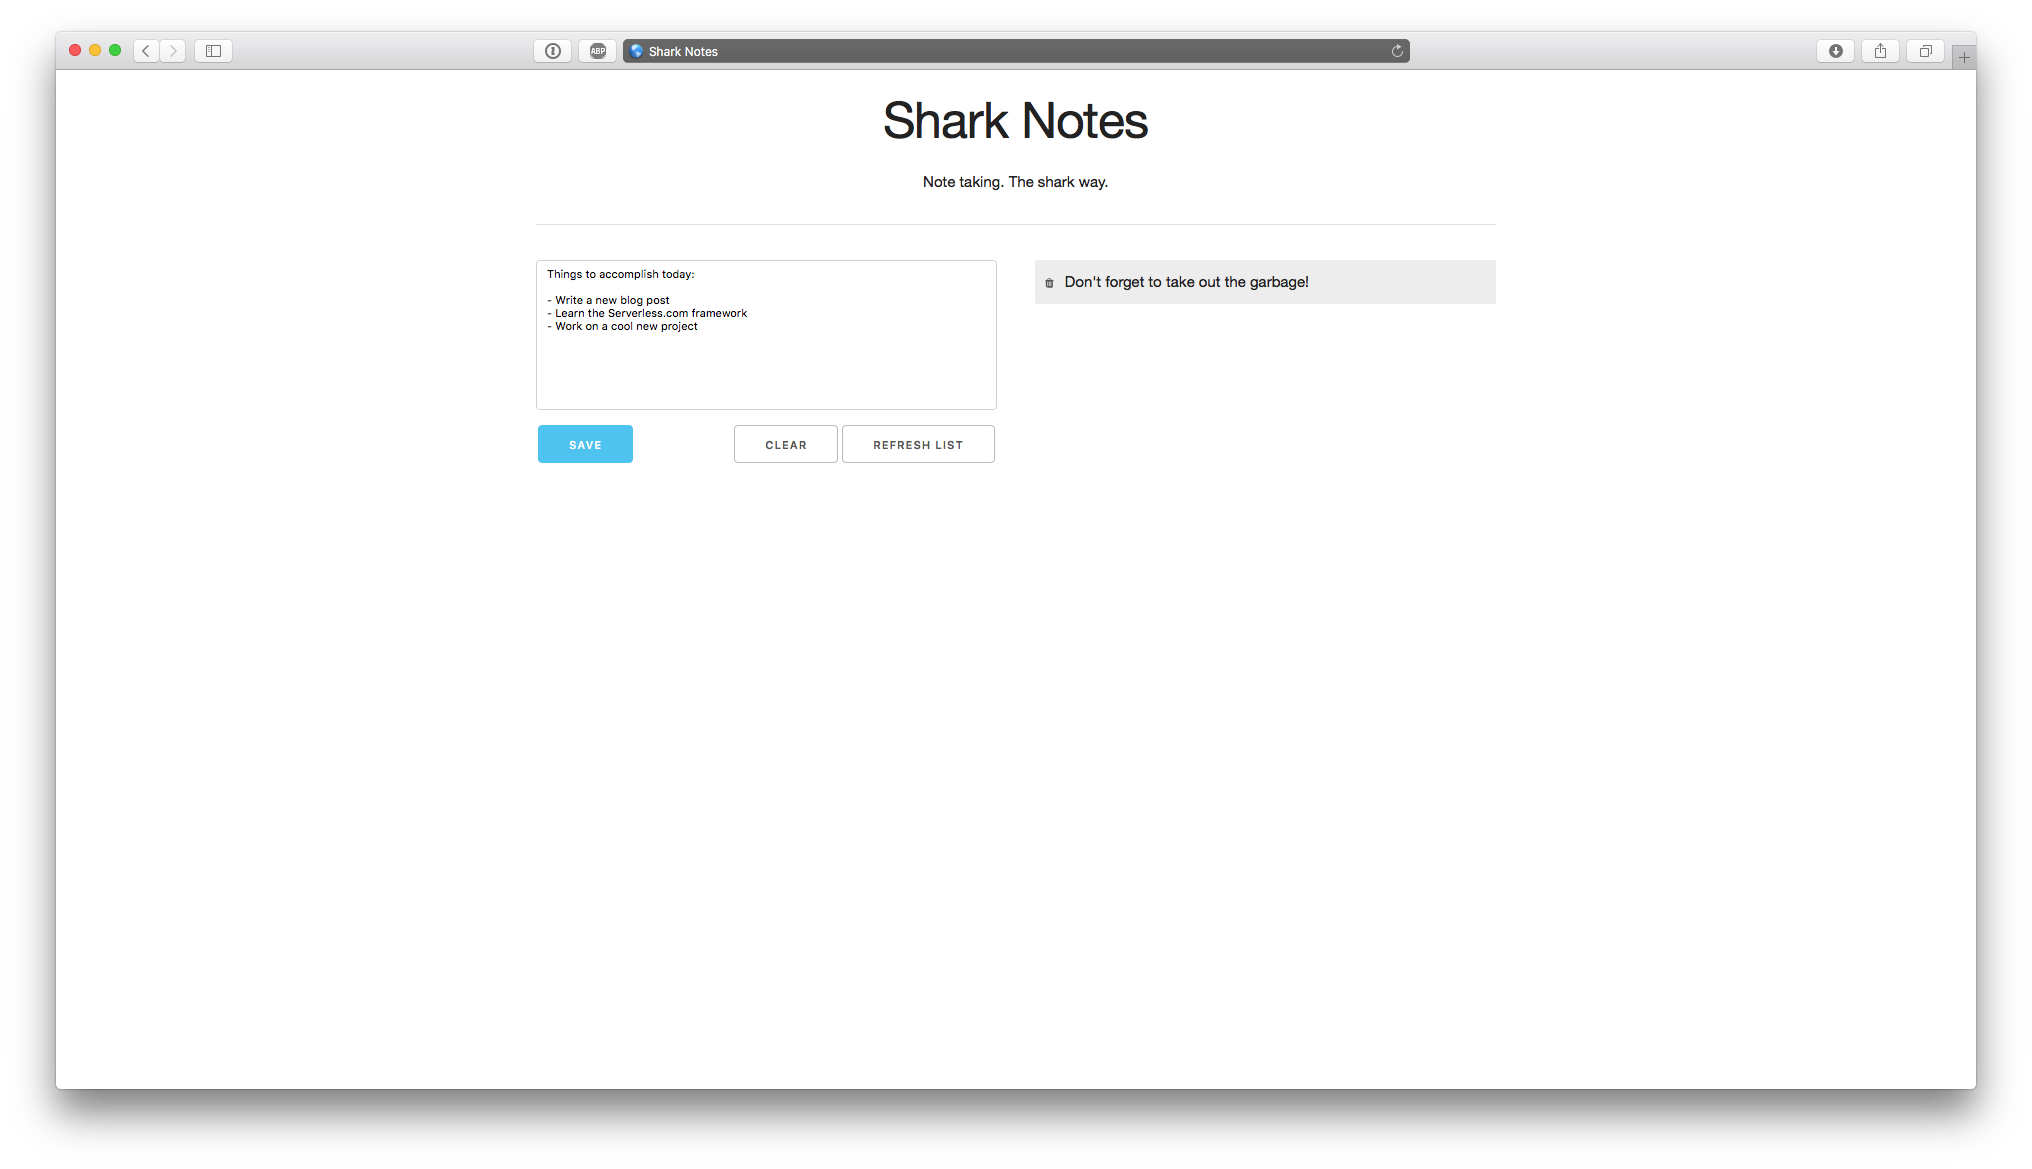 ABP
Shark Notes
Shark Notes
Note taking. The shark way.
Things to accomplish today:
- Write a new blog post
- Learn the Serverless.com framework
- Work on a cool new project
Don't forget to take out the garbage!
SAVE
CLEAR
REFRESH LIST